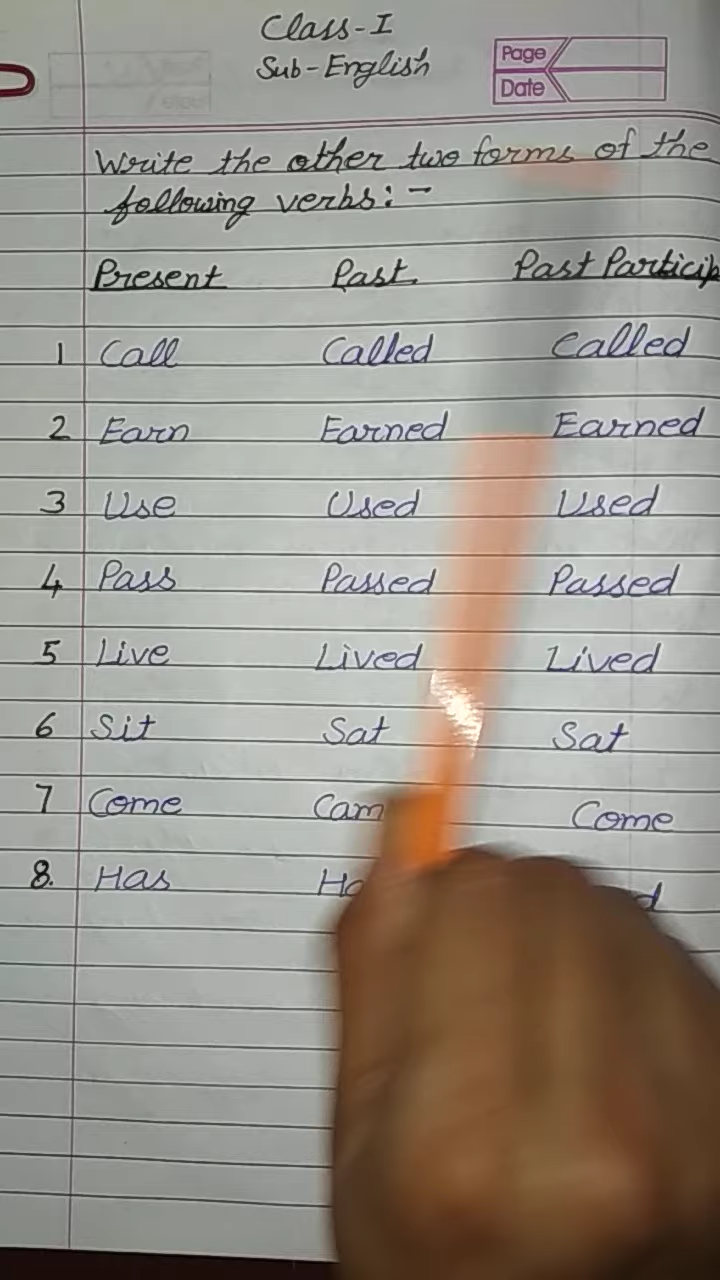 Class-I
Sub-English
Page
Date
Write the other two forms of the
following verbs:-
Present Past Past Particip
1 Call Called Called
2 Earn Earned Earned
3 Use Used Used
4 Pass Passed Passed
5 Live Lived Lived
6 Sit Sat Sat
7 Come Cam Come
8. Has Ha d